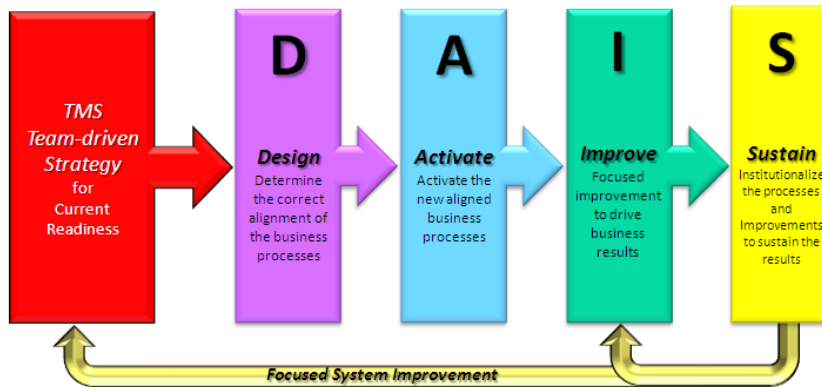 TMS
Team-driven
Strategy
for
Current
Readiness
D
Design
Determine
the correct
alignment of
the business
processes
A
Activate
Activate the
new aligned
business
processes
I
Improve
Focused
improvement
to drive
business
results
S
Sustain
Institutionalize
the processes
and
Improvements
to sustain the
results
Focused System Improvement